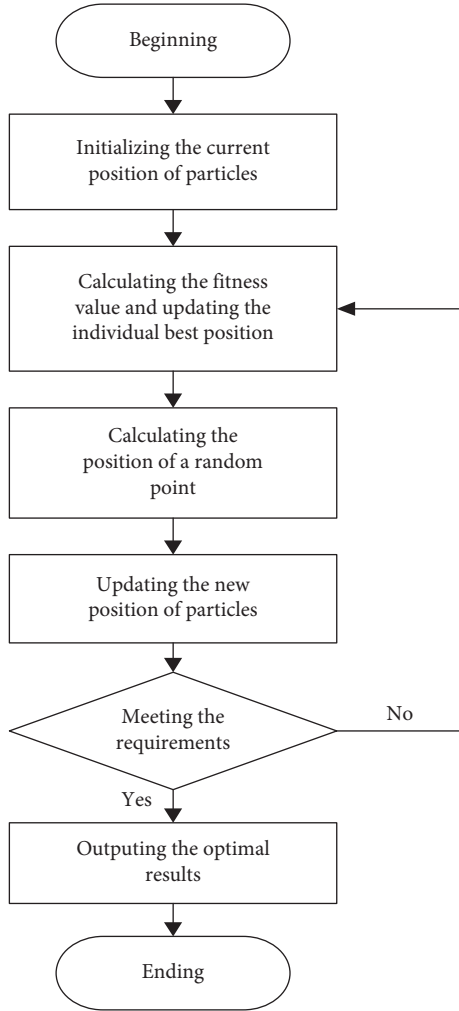 Beginning
Initializing the current
position of particles
Calculating the fitness
value and updating the
individual best position
Calculating the
position of a random
point
Updating the new
position of particles
Meeting the
requirements
No
Yes
Outputing the optimal
results
Ending